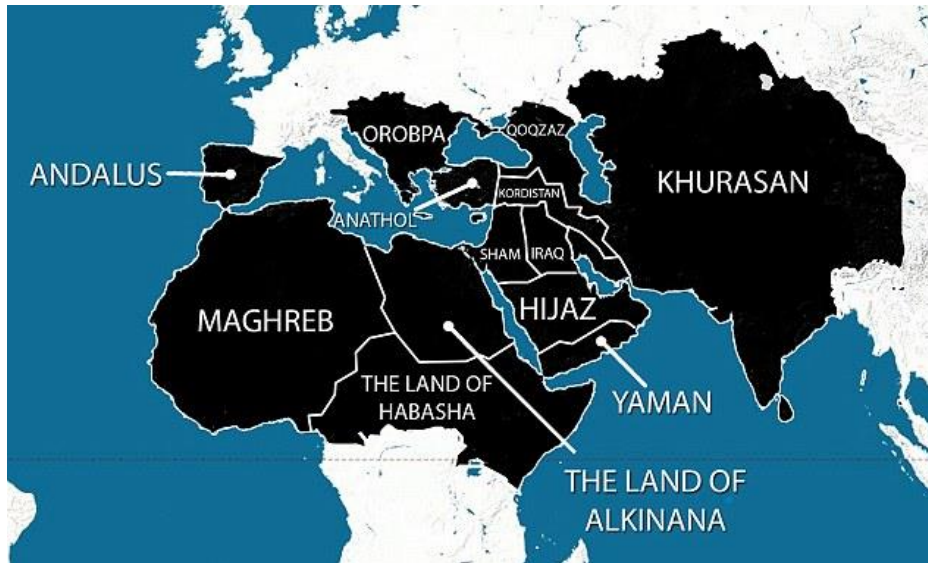 OROBPA
QOQZAZ
ANDALUS
KHURASAN
KORDISTAN
ANATHOL
SHAM
IRAQ
HIJAZ
MAGHREB
THE LAND OF
HABASHA
YAMAN
THE LAND OF
ALKINANA